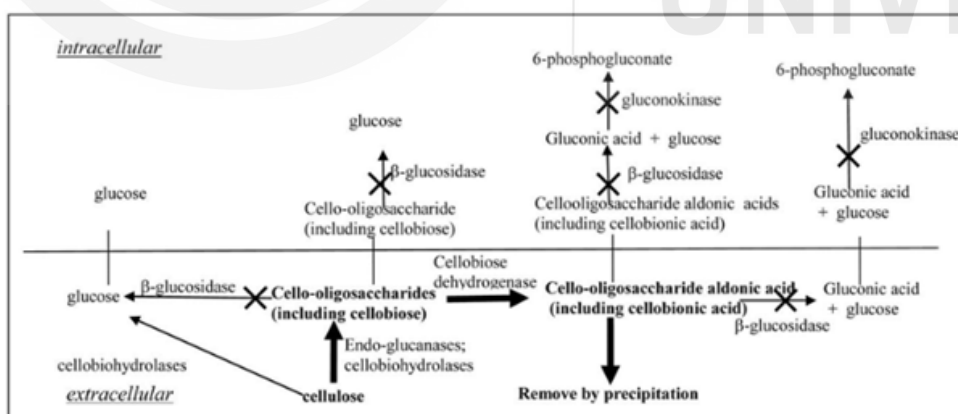 UNIV
intracellular
6-phosphogluconate
6-phosphogluconate
gluconokinase
glucose
gluconokinase
Gluconic acid + glucose
β-glucosidase
β-glucosidase
glucose
Cello-oligosaccharide
(including cellobiose)
Cellooligosaccharide aldonic acids
(including cellobionic acid)
Gluconic acid
+ glucose
Cellobiose
dehydrogenase
glucose
β-glucosidase
Cello-oligosaccharides
(including cellobiose)
Cello-oligosaccharide aldonic acid
(including cellobionic acid)
Gluconic acid
+ glucose
β-glucosidase
Endo-glucanases;
cellobiohydrolases
cellobiohydrolases
extracellular
cellulose
Remove by precipitation